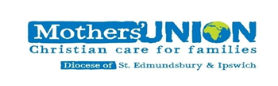 Mothers' UNION
Christian care for families
Diocese of St. Edmundsbury & Ipswich